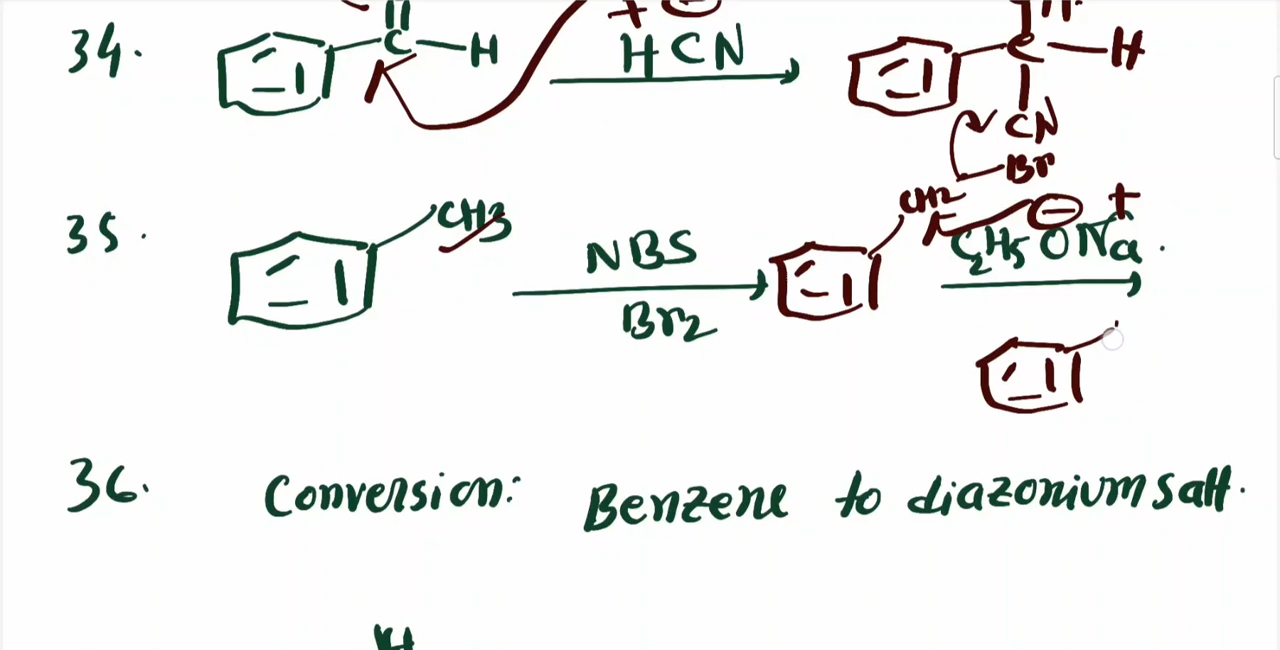 34. C—H HCN C—H
+ ⊖
CN
Br
35. CH3 NBS CH2 ⊖ +
Br2 C2H5ONa.
36. Conversion: Benzene to diazonium salt.